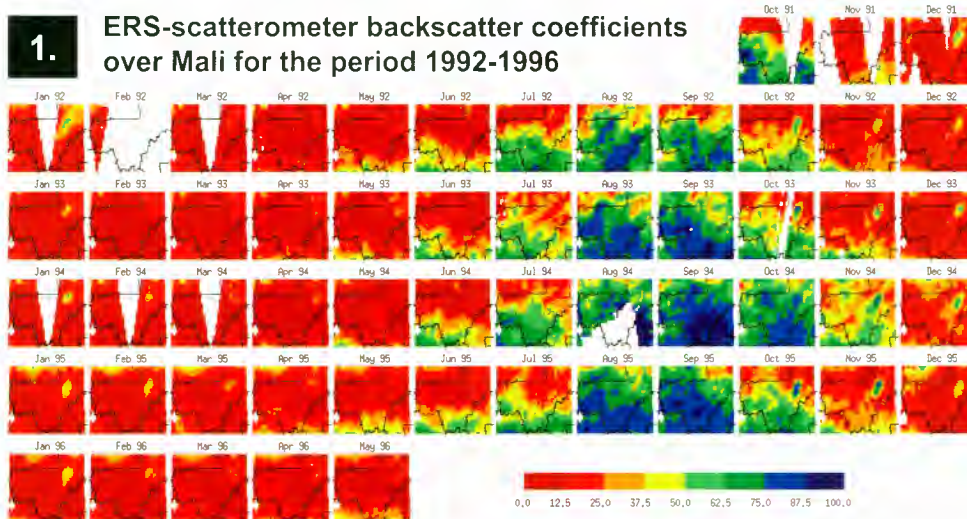 1.
ERS-scatterometer backscatter coefficients
over Mali for the period 1992-1996
Oct 91 Nov 91 Dec 91
Jan 92 Feb 92 Mar 92 Apr 92 May 92 Jun 92 Jul 92 Aug 92 Sep 92 Oct 92 Nov 92 Dec 92
Jan 93 Feb 93 Mar 93 Apr 93 May 93 Jun 93 Jul 93 Aug 93 Sep 93 Oct 93 Nov 93 Dec 93
Jan 94 Feb 94 Mar 94 Apr 94 May 94 Jun 94 Jul 94 Aug 94 Sep 94 Oct 94 Nov 94 Dec 94
Jan 95 Feb 95 Mar 95 Apr 95 May 95 Jun 95 Jul 95 Aug 95 Sep 95 Oct 95 Nov 95 Dec 95
Jan 96 Feb 96 Mar 96 Apr 96 May 96
0.0 12.5 25.0 37.5 50.0 62.5 75.0 87.5 100.0